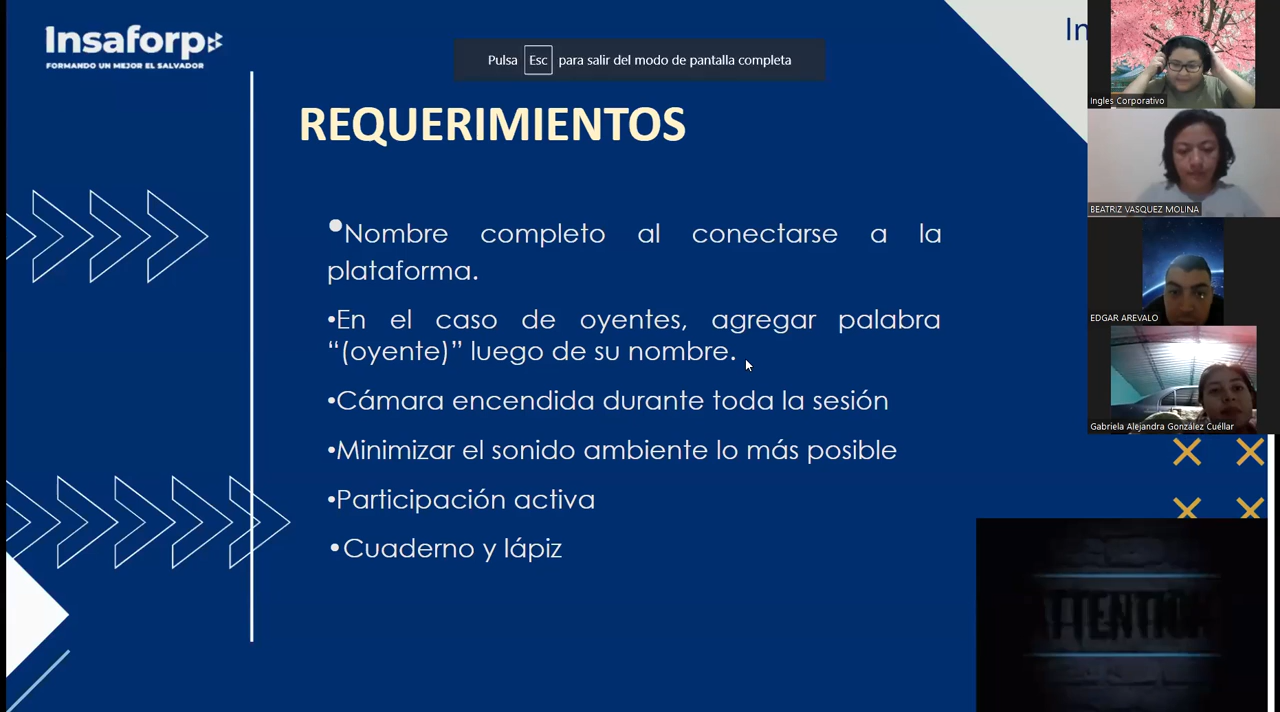 Insaforp
FORMANDO UN MEJOR EL SALVADOR
Pulsa Esc para salir del modo de pantalla completa
In
REQUERIMIENTOS
•Nombre completo al conectarse a la
plataforma.
•En el caso de oyentes, agregar palabra
“(oyente)” luego de su nombre.
•Cámara encendida durante toda la sesión
•Minimizar el sonido ambiente lo más posible
•Participación activa
•Cuaderno y lápiz
Ingles Corporativo
BEATRIZ VASQUEZ MOLINA
EDGAR AREVALO
Gabriela Alejandra González Cuéllar
ATTENTION